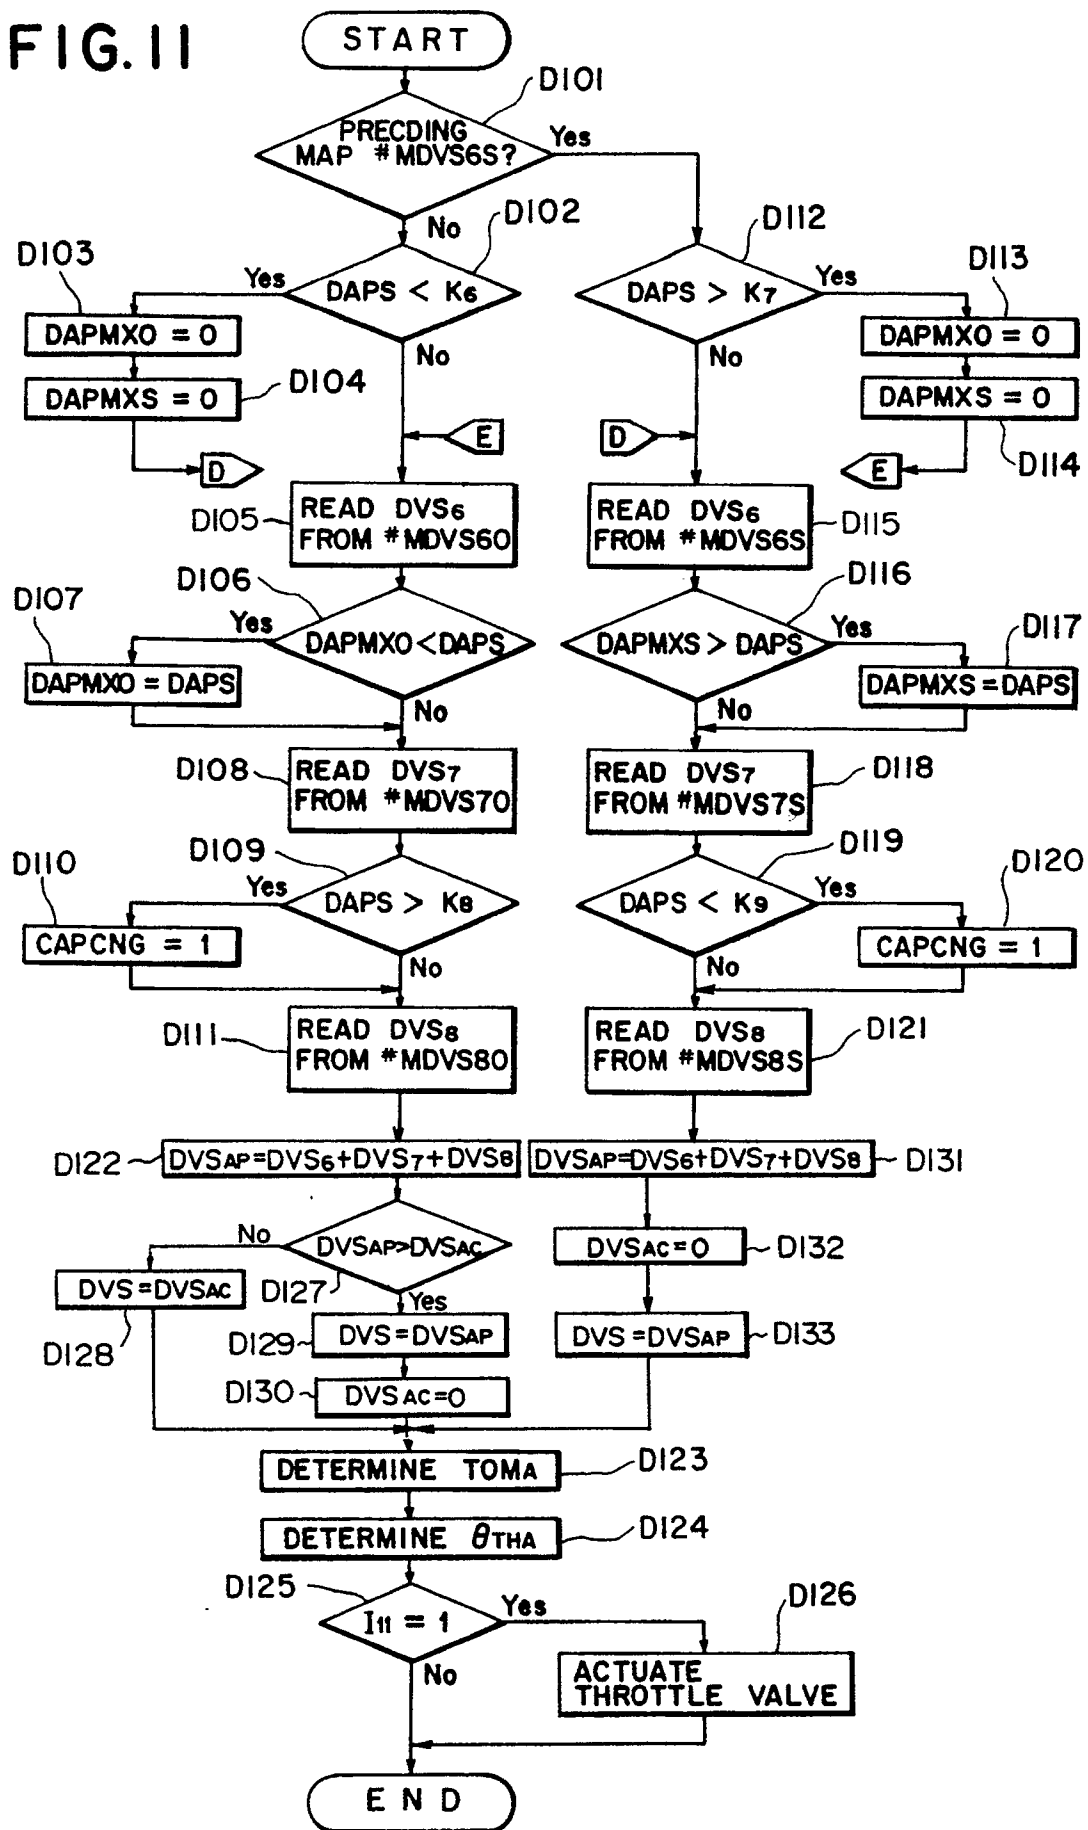 FIG. 11
START
D101
PRECDING
MAP #MDVS6S?
Yes
No
D102
D112
D103
Yes
DAPS < K6
DAPS > K7
Yes
D113
DAPMXO = 0
No
No
DAPMXO = 0
D104
DAPMXS = 0
DAPMXS = 0
D114
E
D
D
E
D105
READ DVS6
FROM #MDVS6O
READ DVS6
FROM #MDVS6S
D115
D106
D116
D107
Yes
DAPMXO < DAPS
DAPMXS > DAPS
Yes
D117
DAPMXO = DAPS
No
No
DAPMXS = DAPS
D108
READ DVS7
FROM #MDVS7O
READ DVS7
FROM #MDVS7S
D118
D109
D119
D110
Yes
DAPS > K8
DAPS < K9
Yes
D120
CAPCNG = 1
No
No
CAPCNG = 1
D111
READ DVS8
FROM #MDVS8O
READ DVS8
FROM #MDVS8S
D121
D122
DVSAP=DVS6+DVS7+DVS8
DVSAP=DVS6+DVS7+DVS8
D131
No
DVSAP>DVSAC
DVSAC=0
D132
DVS=DVSAC
D127
Yes
D128
D129
DVS=DVSAP
DVS=DVSAP
D133
D130
DVSAC=0
DETERMINE TOMA
D123
DETERMINE θTHA
D124
D125
I11 = 1
Yes
D126
No
ACTUATE
THROTTLE VALVE
END